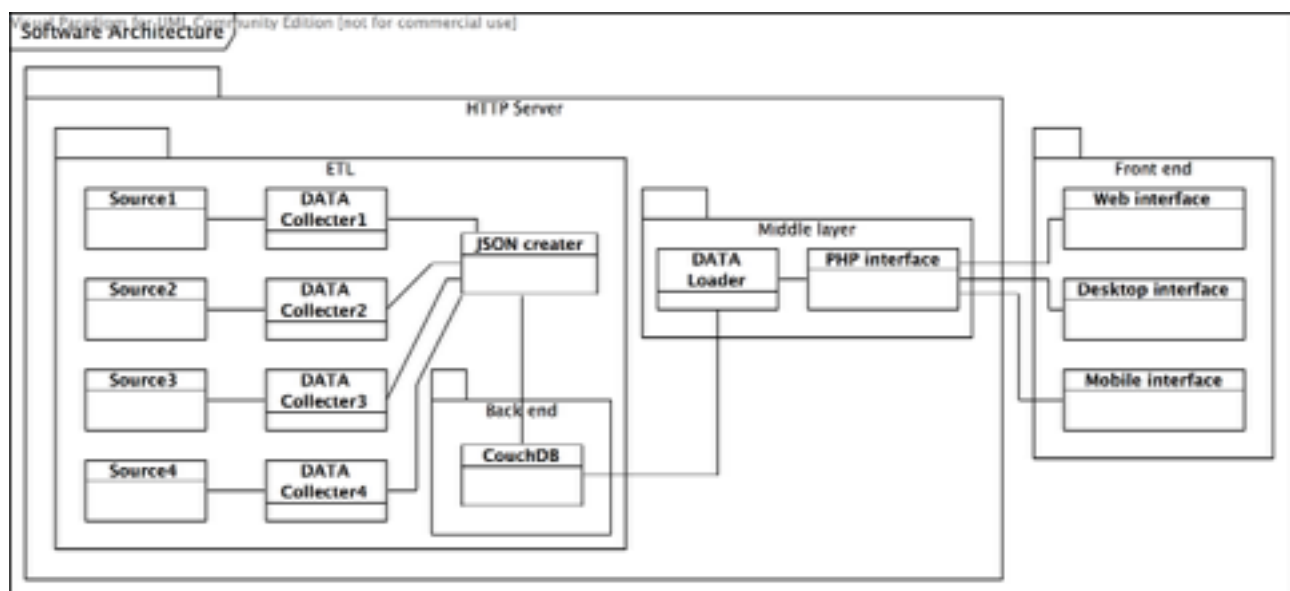 Visual Paradigm for UML Community Edition [not for commercial use]
Software Architecture
HTTP Server
ETL
Front end
Source1
DATA
Collecter1
Web interface
JSON creater
Middle layer
DATA
Loader
PHP interface
Source2
DATA
Collecter2
Desktop interface
Source3
DATA
Collecter3
Mobile interface
Back end
CouchDB
Source4
DATA
Collecter4